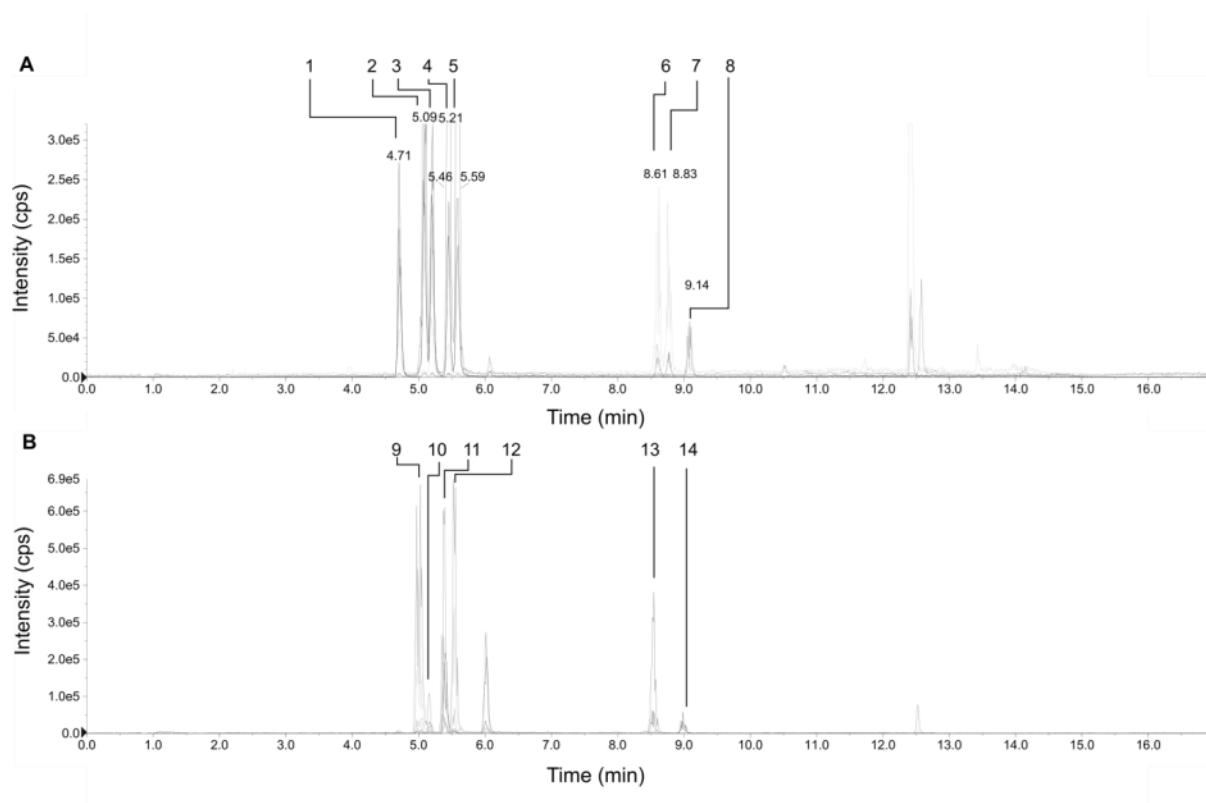 A
1 2 3 4 5 6 7 8
5.09 5.21
3.0e5
4.71
2.5e5
5.46 5.59 8.61 8.83
2.0e5
1.5e5
9.14
1.0e5
5.0e4
0.0
Intensity (cps)
0.0 1.0 2.0 3.0 4.0 5.0 6.0 7.0 8.0 9.0 10.0 11.0 12.0 13.0 14.0 15.0 16.0
Time (min)
B
9 10 11 12 13 14
6.9e5
6.0e5
5.0e5
4.0e5
3.0e5
2.0e5
1.0e5
0.0
Intensity (cps)
0.0 1.0 2.0 3.0 4.0 5.0 6.0 7.0 8.0 9.0 10.0 11.0 12.0 13.0 14.0 15.0 16.0
Time (min)